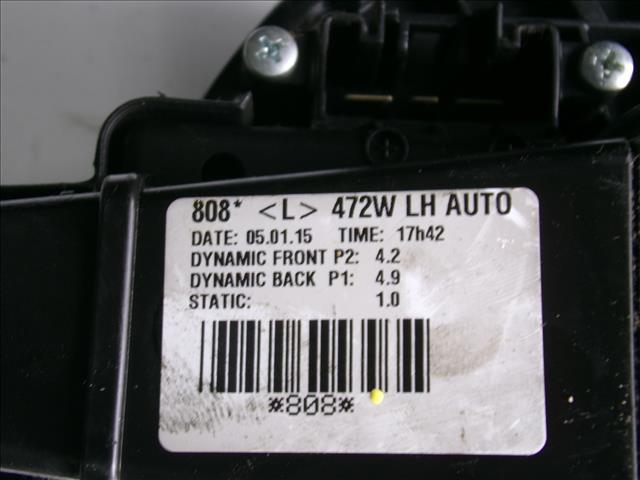 808* <L> 472W LH AUTO
DATE: 05.01.15 TIME: 17h42
DYNAMIC FRONT P2: 4.2
DYNAMIC BACK P1: 4.9
STATIC: 1.0
*808*